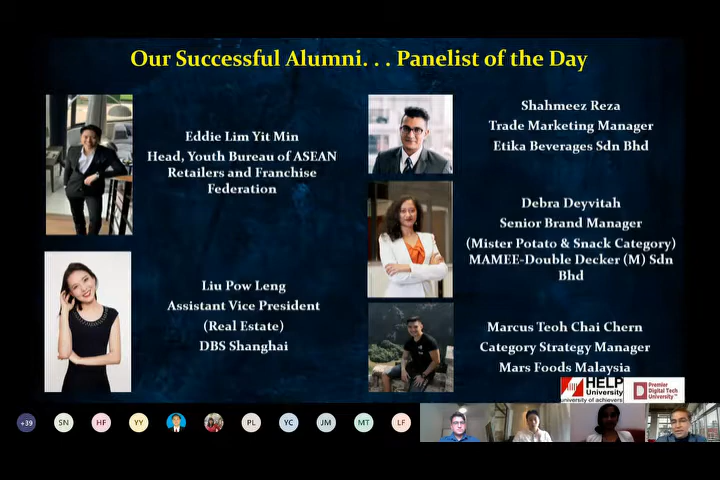 Our Successful Alumni. . . Panelist of the Day
Eddie Lim Yit Min
Head, Youth Bureau of ASEAN
Retailers and Franchise
Federation
Liu Pow Leng
Assistant Vice President
(Real Estate)
DBS Shanghai
Shahmeez Reza
Trade Marketing Manager
Etika Beverages Sdn Bhd
Debra Deyvitah
Senior Brand Manager
(Mister Potato & Snack Category)
MAMEE-Double Decker (M) Sdn
Bhd
Marcus Teoh Chai Chern
Category Strategy Manager
Mars Foods Malaysia
HELP
University
university of achievers
Premier
Digital Tech
University™
+39
SN
HF
YY
PL
YC
JM
MT
LF